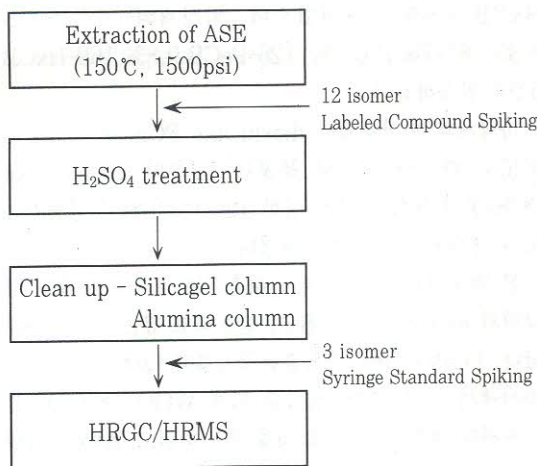 Extraction of ASE
(150℃, 1500psi)
12 isomer
Labeled Compound Spiking
H₂SO₄ treatment
Clean up - Silicagel column
Alumina column
3 isomer
Syringe Standard Spiking
HRGC/HRMS